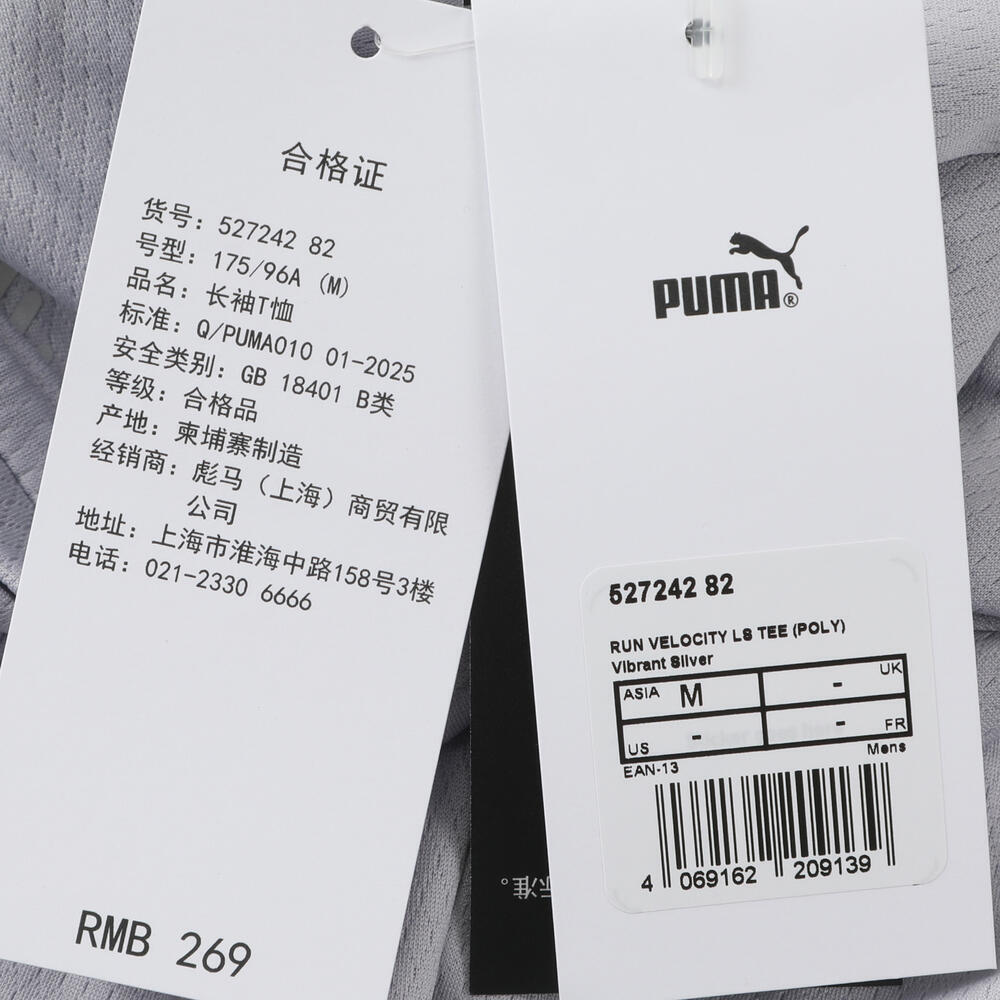 合格证
货号：527242 82
号型：175/96A (M)
品名：长袖T恤
标准：Q/PUMA010 01-2025
安全类别：GB 18401 B类
等级：合格品
产地：柬埔寨制造
经销商：彪马（上海）商贸有限
公司
地址：上海市淮海中路158号3楼
电话：021-2330 6666
RMB 269
PUMA®
527242 82
RUN VELOCITY LS TEE (POLY)
Vibrant Silver
ASIA M - UK
US - - FR
EAN-13 Mens
4 069162 209139